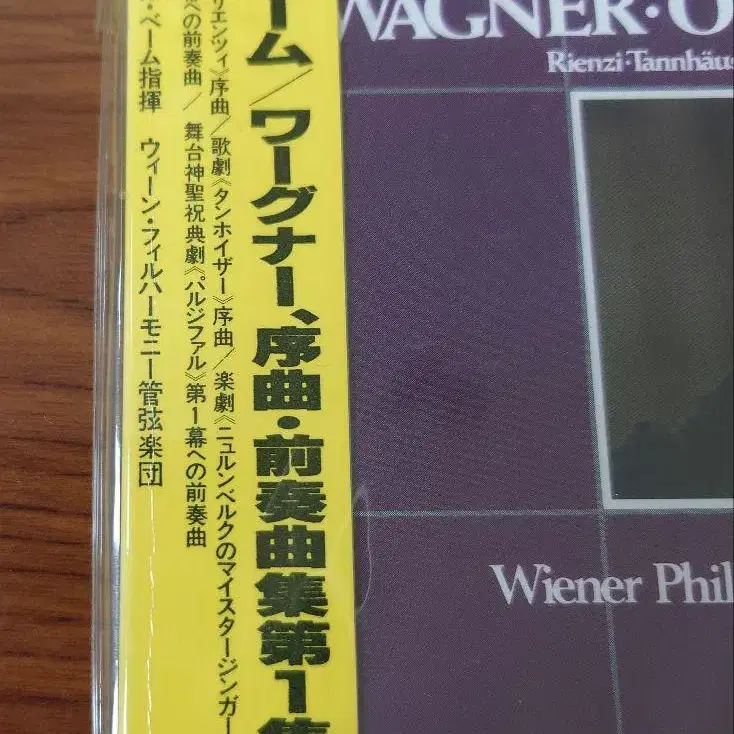 ーム/ワーグナー、序曲・前奏曲集第1集
リエンツィ》序曲/歌劇《タンホイザー》序曲/楽劇《ニュルンベルクのマイスタージンガー
への前奏曲/舞台神聖祝典劇《パルジファル》第1幕への前奏曲
・ベーム指揮 ウィーン・フィルハーモニー管弦楽団
WAGNER·O
Rienzi·Tannhäus
Wiener Phil